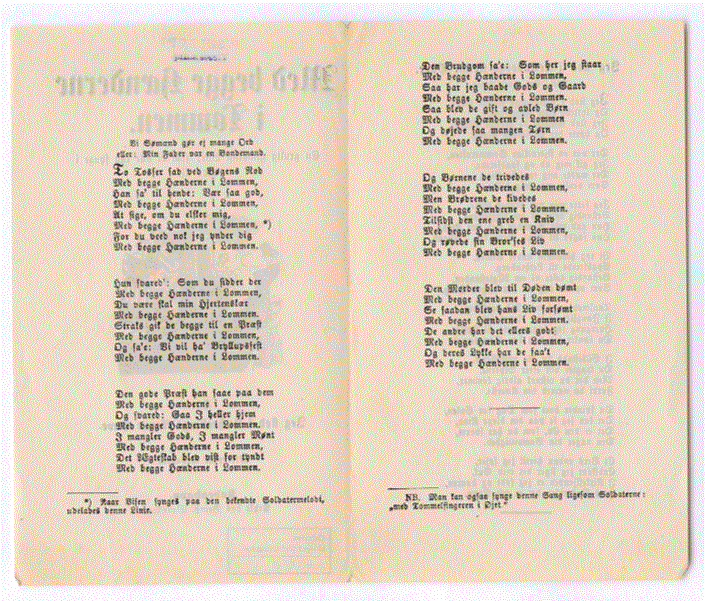 Vi Sømænd gør ej mange Ord
eller: Min Fader var en Bondemand.
To Tosser sad ved Bøgens Rod
Med begge Hænderne i Lommen,
Han sa' til hende: Vær saa god,
Med begge Hænderne i Lommen,
At sige, om du elsker mig,
Med begge Hænderne i Lommen, *)
For du veed nok jeg ynder dig
Med begge Hænderne i Lommen.
Hun svared': Som du sidder der
Med begge Hænderne i Lommen,
Du være skal min Hjertenskær
Med begge Hænderne i Lommen.
Straks gik de begge til en Præst
Med begge Hænderne i Lommen,
Og sa'e: Vi vil ha' Bryllupsfest
Med begge Hænderne i Lommen.
Den gode Præst han saae paa dem
Med begge Hænderne i Lommen,
Og svared: Gaa I heller hjem
Med begge Hænderne i Lommen,
I mangler Gods, I mangler Mønt
Med begge Hænderne i Lommen,
Det Ægteskab blev vist for tyndt
Med begge Hænderne i Lommen.
*) Naar Visen synges paa den bekendte Soldatermelodi,
udelades denne Linie.
Den Brudgom sa'e: Som her jeg staar
Med begge Hænderne i Lommen,
Saa har jeg baade Gods og Gaard
Med begge Hænderne i Lommen.
Saa blev de gift og avled Børn
Med begge Hænderne i Lommen
Og døjede saa mangen Tørn
Med begge Hænderne i Lommen.
Og Børnene de trivedes
Med begge Hænderne i Lommen,
Men Brødrene de kivedes
Med begge Hænderne i Lommen.
Tilsidst den ene greb en Kniv
Med begge Hænderne i Lommen,
Og røvede sin Bror'ses Liv
Med begge Hænderne i Lommen.
Den Morder blev til Døden dømt
Med begge Hænderne i Lommen,
Se saadan blev hans Liv forsømt
Med begge Hænderne i Lommen.
De andre har det ellers godt
Med begge Hænderne i Lommen,
Og deres Lykke har de faa't
Med begge Hænderne i Lommen.
NB. Man kan ogsaa synge denne Sang ligesom Soldaterne:
„med Tommelfingeren i Øjet."